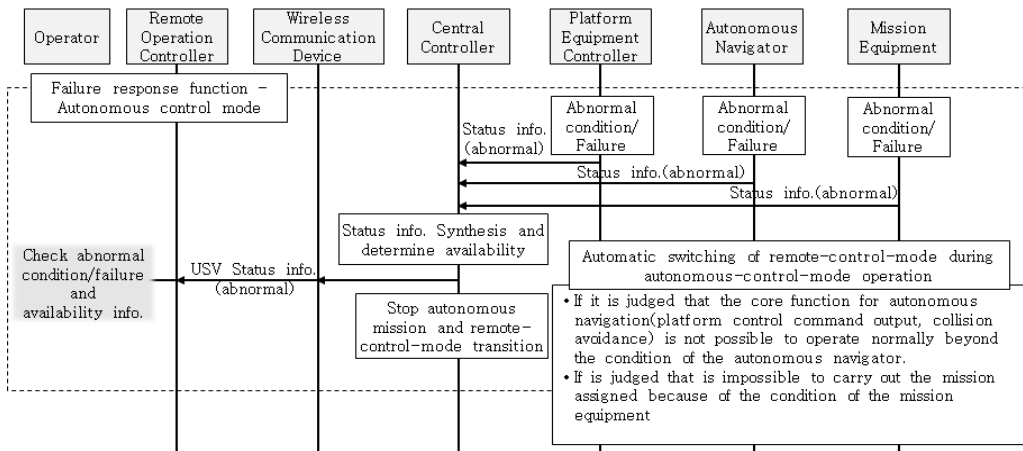 Operator
Remote
Operation
Controller
Wireless
Communication
Device
Central
Controller
Platform
Equipment
Controller
Autonomous
Navigator
Mission
Equipment
Failure response function -
Autonomous control mode
Abnormal
condition/
Failure
Abnormal
condition/
Failure
Abnormal
condition/
Failure
Status info.
(abnormal)
Status info.(abnormal)
Status info.(abnormal)
Status info. Synthesis and
determine availability
Check abnormal
condition/failure
and
availability info.
USV Status info.
(abnormal)
Stop autonomous
mission and remote-
control-mode transition
Automatic switching of remote-control-mode during
autonomous-control-mode operation
• If it is judged that the core function for autonomous
navigation(platform control command output, collision
avoidance) is not possible to operate normally beyond
the condition of the autonomous navigator.
• If is judged that is impossible to carry out the mission
assigned because of the condition of the mission
equipment